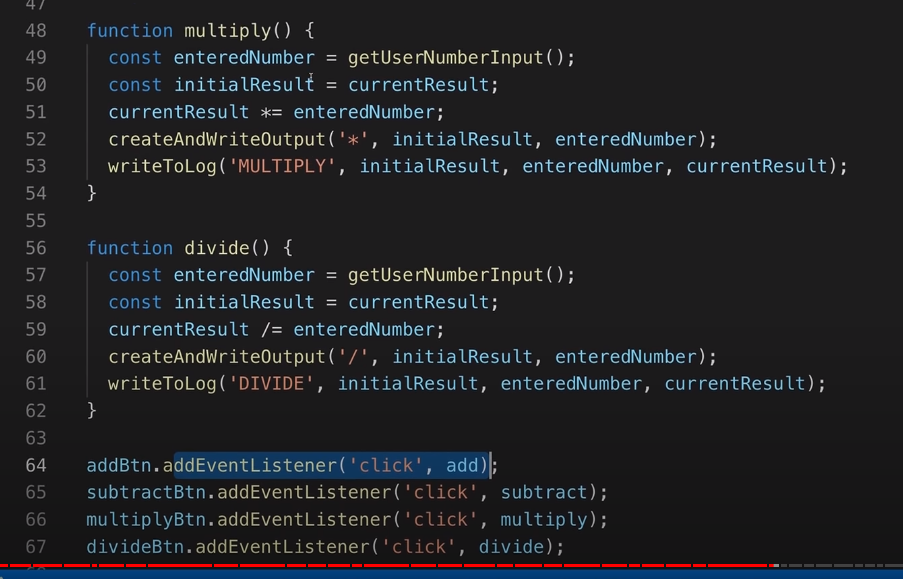 47
48 function multiply() {
49 const enteredNumber = getUserNumberInput();
50 const initialResult = currentResult;
51 currentResult *= enteredNumber;
52 createAndWriteOutput('*', initialResult, enteredNumber);
53 writeToLog('MULTIPLY', initialResult, enteredNumber, currentResult);
54 }
55
56 function divide() {
57 const enteredNumber = getUserNumberInput();
58 const initialResult = currentResult;
59 currentResult /= enteredNumber;
60 createAndWriteOutput('/', initialResult, enteredNumber);
61 writeToLog('DIVIDE', initialResult, enteredNumber, currentResult);
62 }
63
64 addBtn.addEventListener('click', add);
65 subtractBtn.addEventListener('click', subtract);
66 multiplyBtn.addEventListener('click', multiply);
67 divideBtn.addEventListener('click', divide);